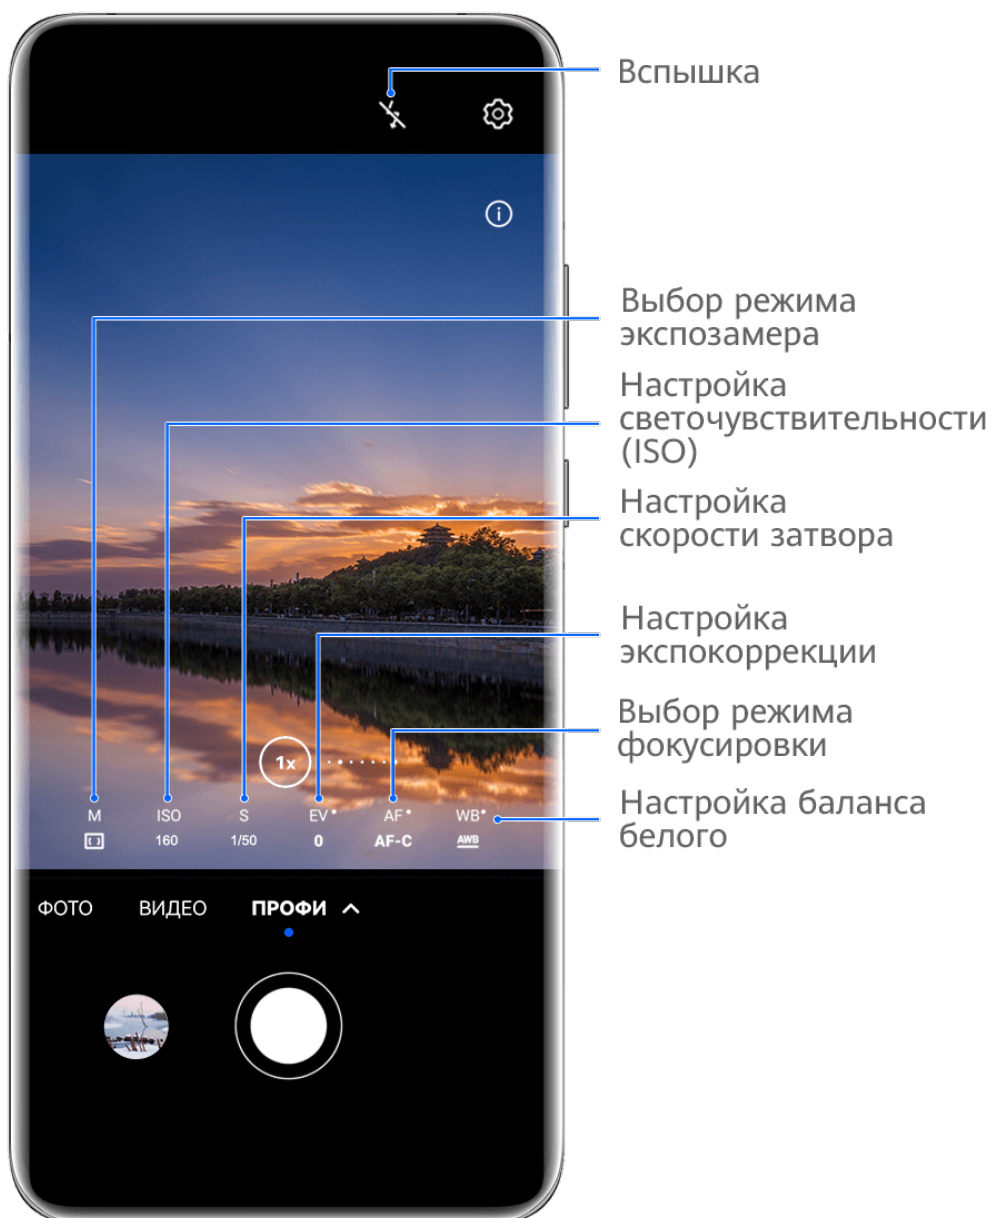 Вспышка
Выбор режима
экспозамера
Настройка
светочувствительности
(ISO)
Настройка
скорости затвора
Настройка
экспокоррекции
Выбор режима
фокусировки
Настройка баланса
белого
1x
M ISO S EV AF WB
160 1/50 0 AF-C AWB
ФОТО ВИДЕО ПРОФИ